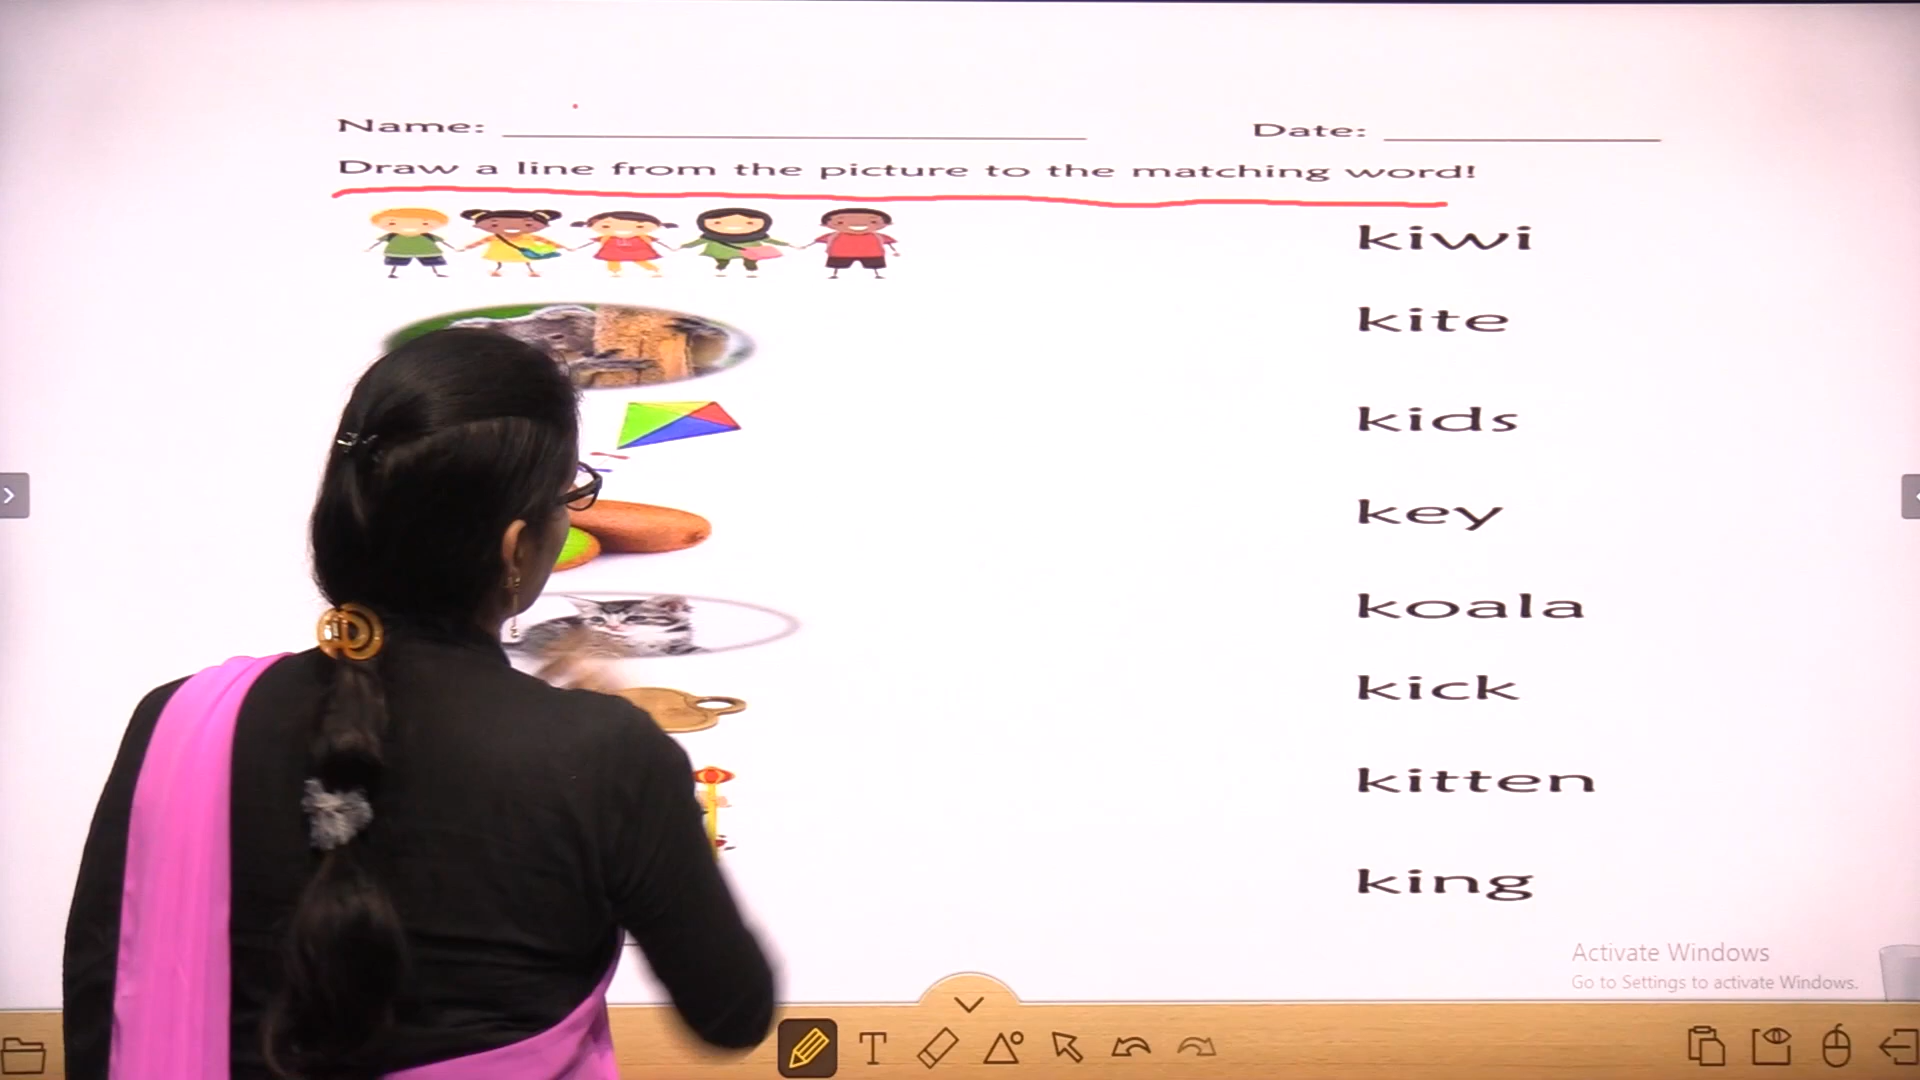 Name: Date:
Draw a line from the picture to the matching word!
kiwi
kite
kids
key
koala
kick
kitten
king
Activate Windows
Go to Settings to activate Windows.
T